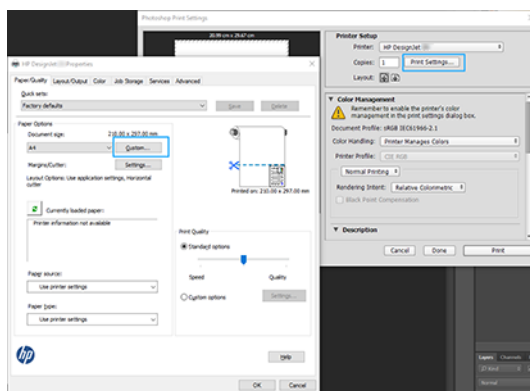 Photoshop Print Settings
20.99 cm x 29.67 cm
Printer Setup
Printer: HP DesignJet
Copies: 1 Print Settings...
Layout:
Color Management
Remember to enable the printer's color
management in the print settings dialog box.
Document Profile: sRGB IEC61966-2.1
Color Handling: Printer Manages Colors
Printer Profile: CIE RGB
Normal Printing
Rendering Intent: Relative Colorimetric
Black Point Compensation
Description
Cancel Done Print
HP DesignJet Properties
Paper/Quality Layout/Output Color Job Storage Services Advanced
Quick sets:
Factory defaults Save Delete
Paper Options
Document size: 210.00 x 297.00 mm
A4 Custom...
Margins/Cutter: Settings...
Layout Options: Use application settings, Horizontal
cutter
Currently loaded paper:
Printer information not available
Printed on: 210.00 x 297.00 mm
Print Quality
Standard options
Speed Quality
Custom options Settings...
Paper source:
Use printer settings
Paper type:
Use printer settings
hp
Help
OK Cancel
Layers Channels
Kind
Normal